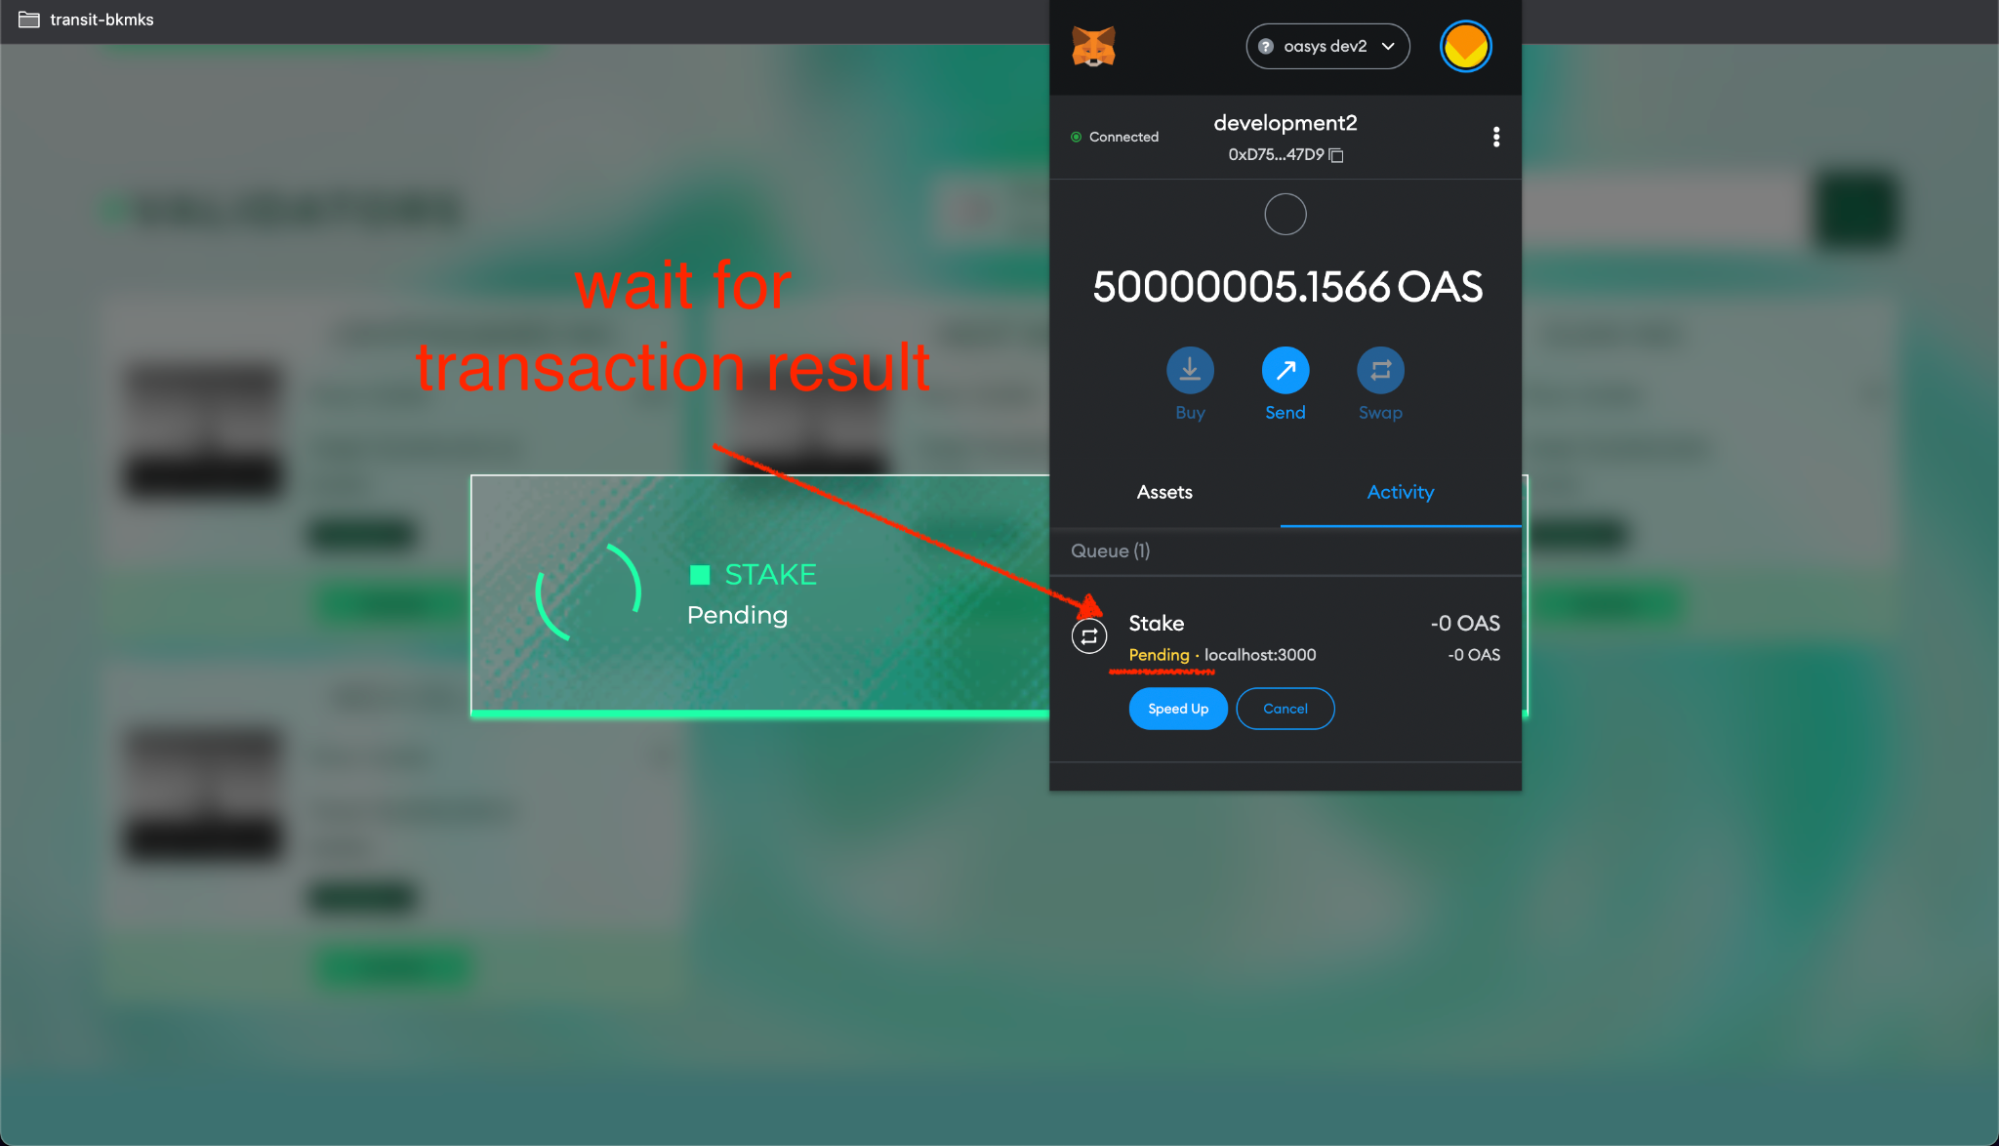 transit-bkmks
oasys dev2
Connected
development2
0xD75...47D9
VALIDATORS
50000005.1566 OAS
wait for
transaction result
Buy
Send
Swap
Assets
Activity
Queue (1)
STAKE
Pending
Stake
-0 OAS
Pending · localhost:3000
-0 OAS
Speed Up
Cancel